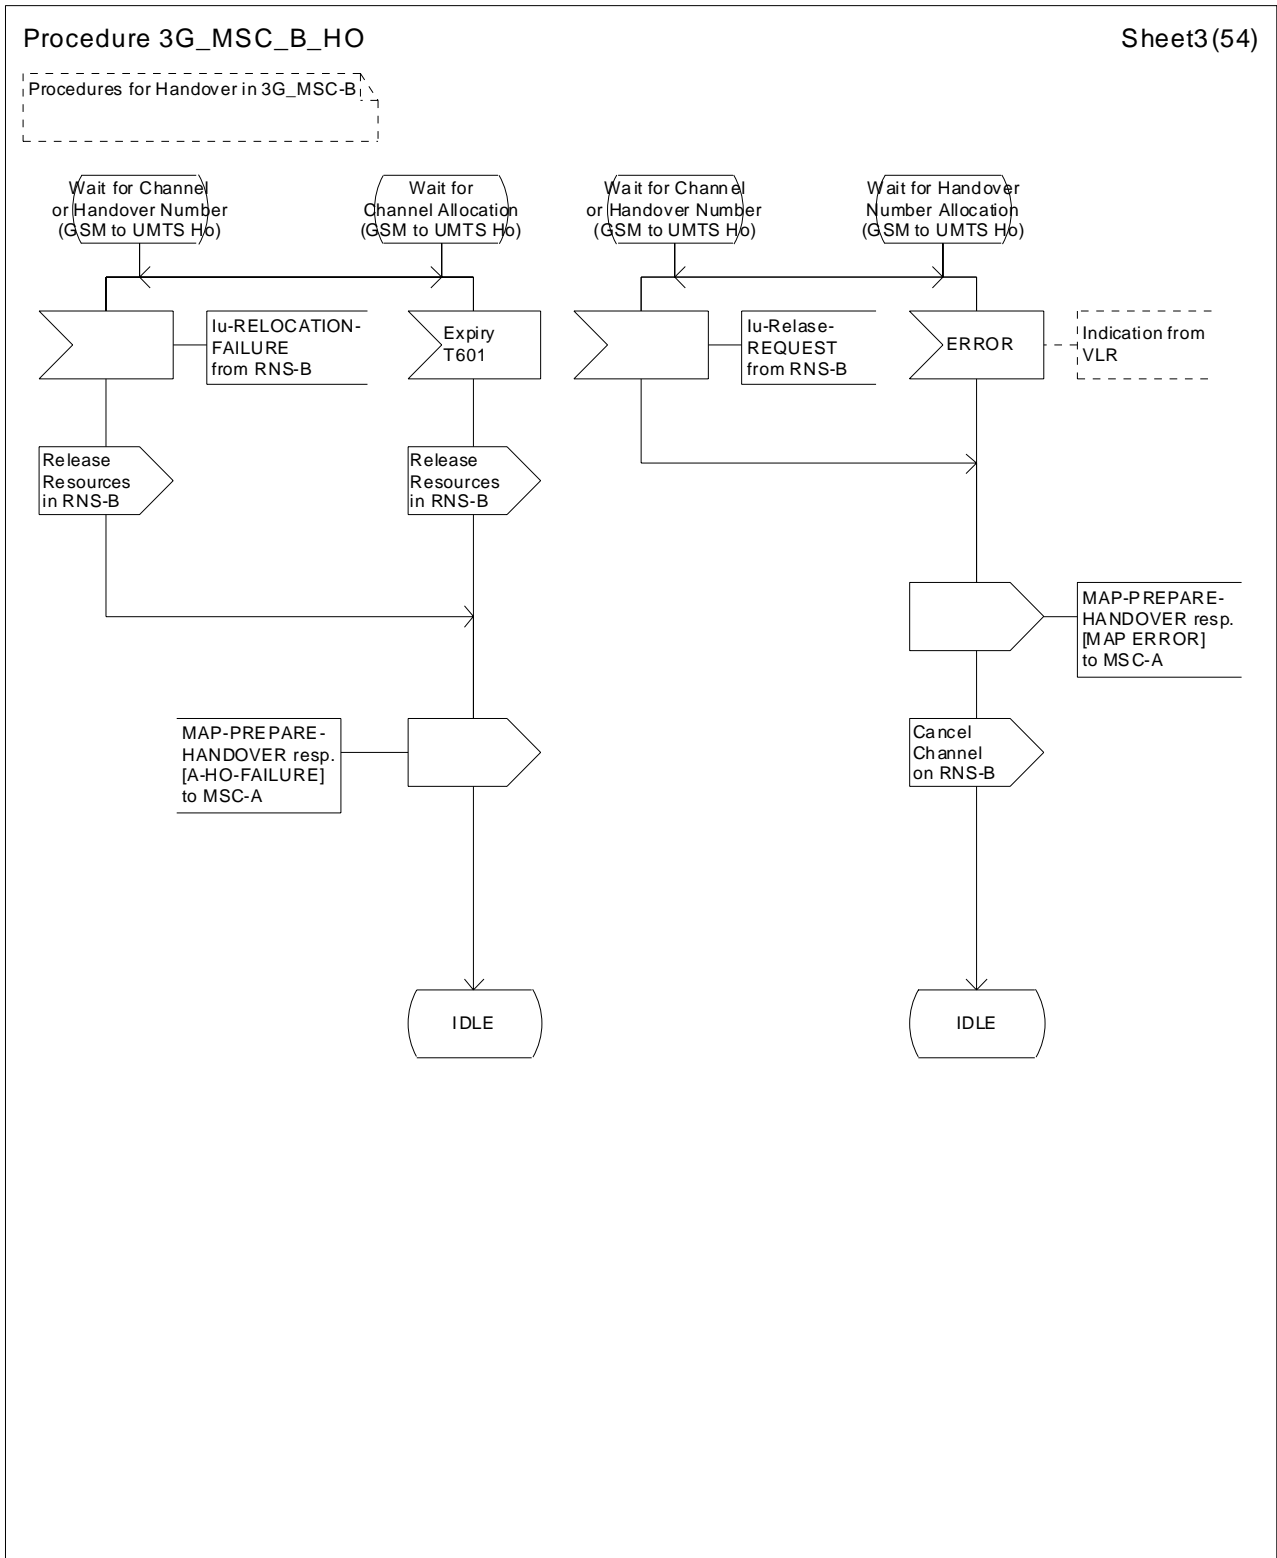 Procedure 3G_MSC_B_HO
Sheet3(54)
Procedures for Handover in 3G_MSC-B
Wait for Channel
or Handover Number
(GSM to UMTS Ho)
Wait for
Channel Allocation
(GSM to UMTS Ho)
Wait for Channel
or Handover Number
(GSM to UMTS Ho)
Wait for Handover
Number Allocation
(GSM to UMTS Ho)
Iu-RELOCATION-
FAILURE
from RNS-B
Expiry
T601
Iu-Relase-
REQUEST
from RNS-B
ERROR
Indication from
VLR
Release
Resources
in RNS-B
Release
Resources
in RNS-B
MAP-PREPARE-
HANDOVER resp.
[MAP ERROR]
to MSC-A
MAP-PREPARE-
HANDOVER resp.
[A-HO-FAILURE]
to MSC-A
Cancel
Channel
on RNS-B
IDLE
IDLE